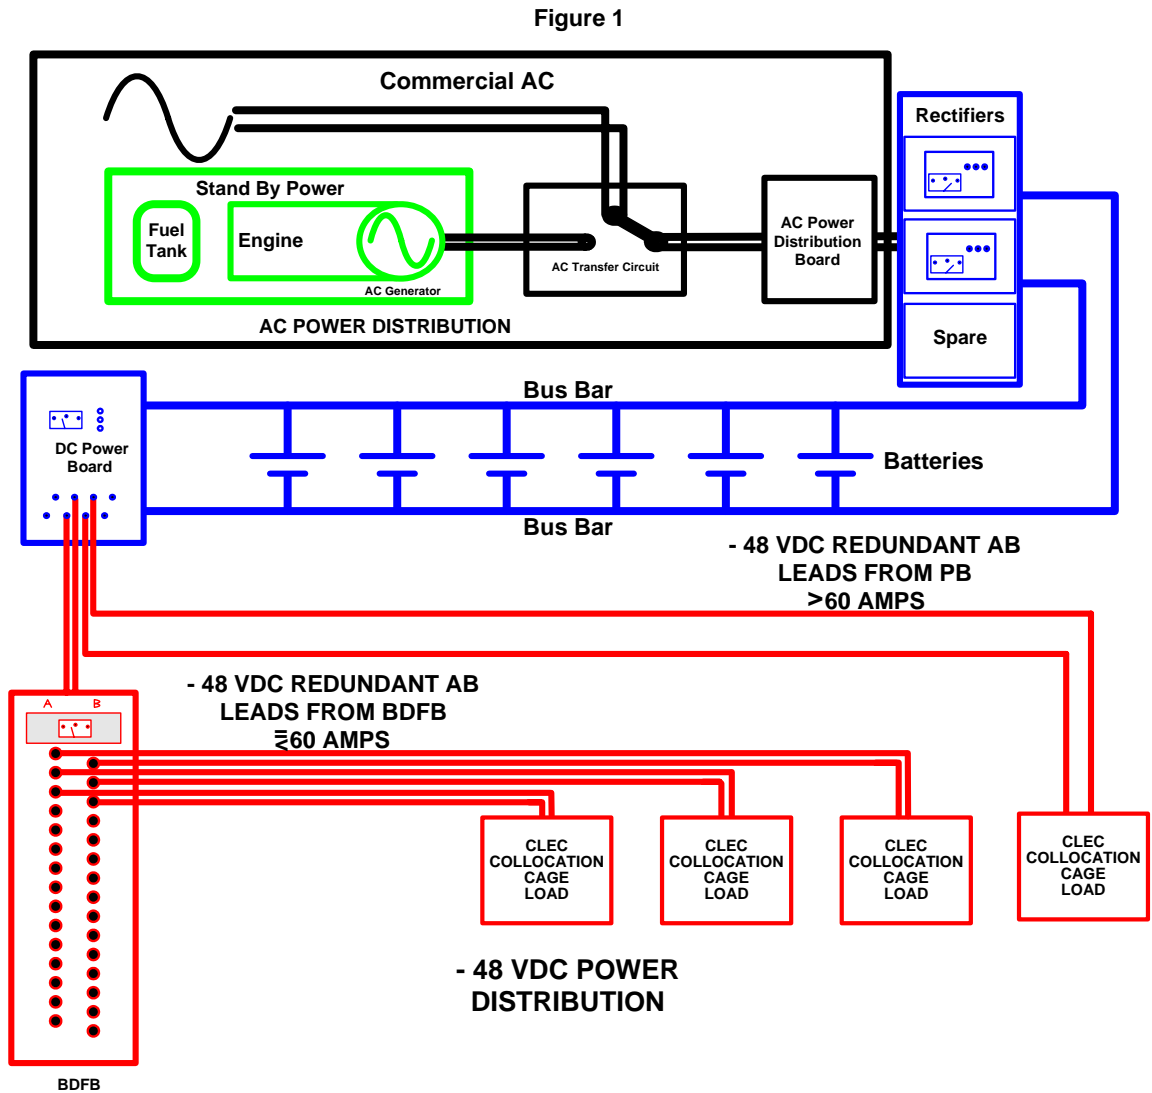 Figure 1
Commercial AC
Rectifiers
Stand By Power
Fuel
Tank
Engine
AC Generator
AC Transfer Circuit
AC Power
Distribution
Board
AC POWER DISTRIBUTION
Spare
Bus Bar
DC Power
Board
Batteries
Bus Bar
- 48 VDC REDUNDANT AB
LEADS FROM PB
>60 AMPS
- 48 VDC REDUNDANT AB
LEADS FROM BDFB
≤60 AMPS
A B
CLEC
COLLOCATION
CAGE
LOAD
CLEC
COLLOCATION
CAGE
LOAD
CLEC
COLLOCATION
CAGE
LOAD
CLEC
COLLOCATION
CAGE
LOAD
- 48 VDC POWER
DISTRIBUTION
BDFB